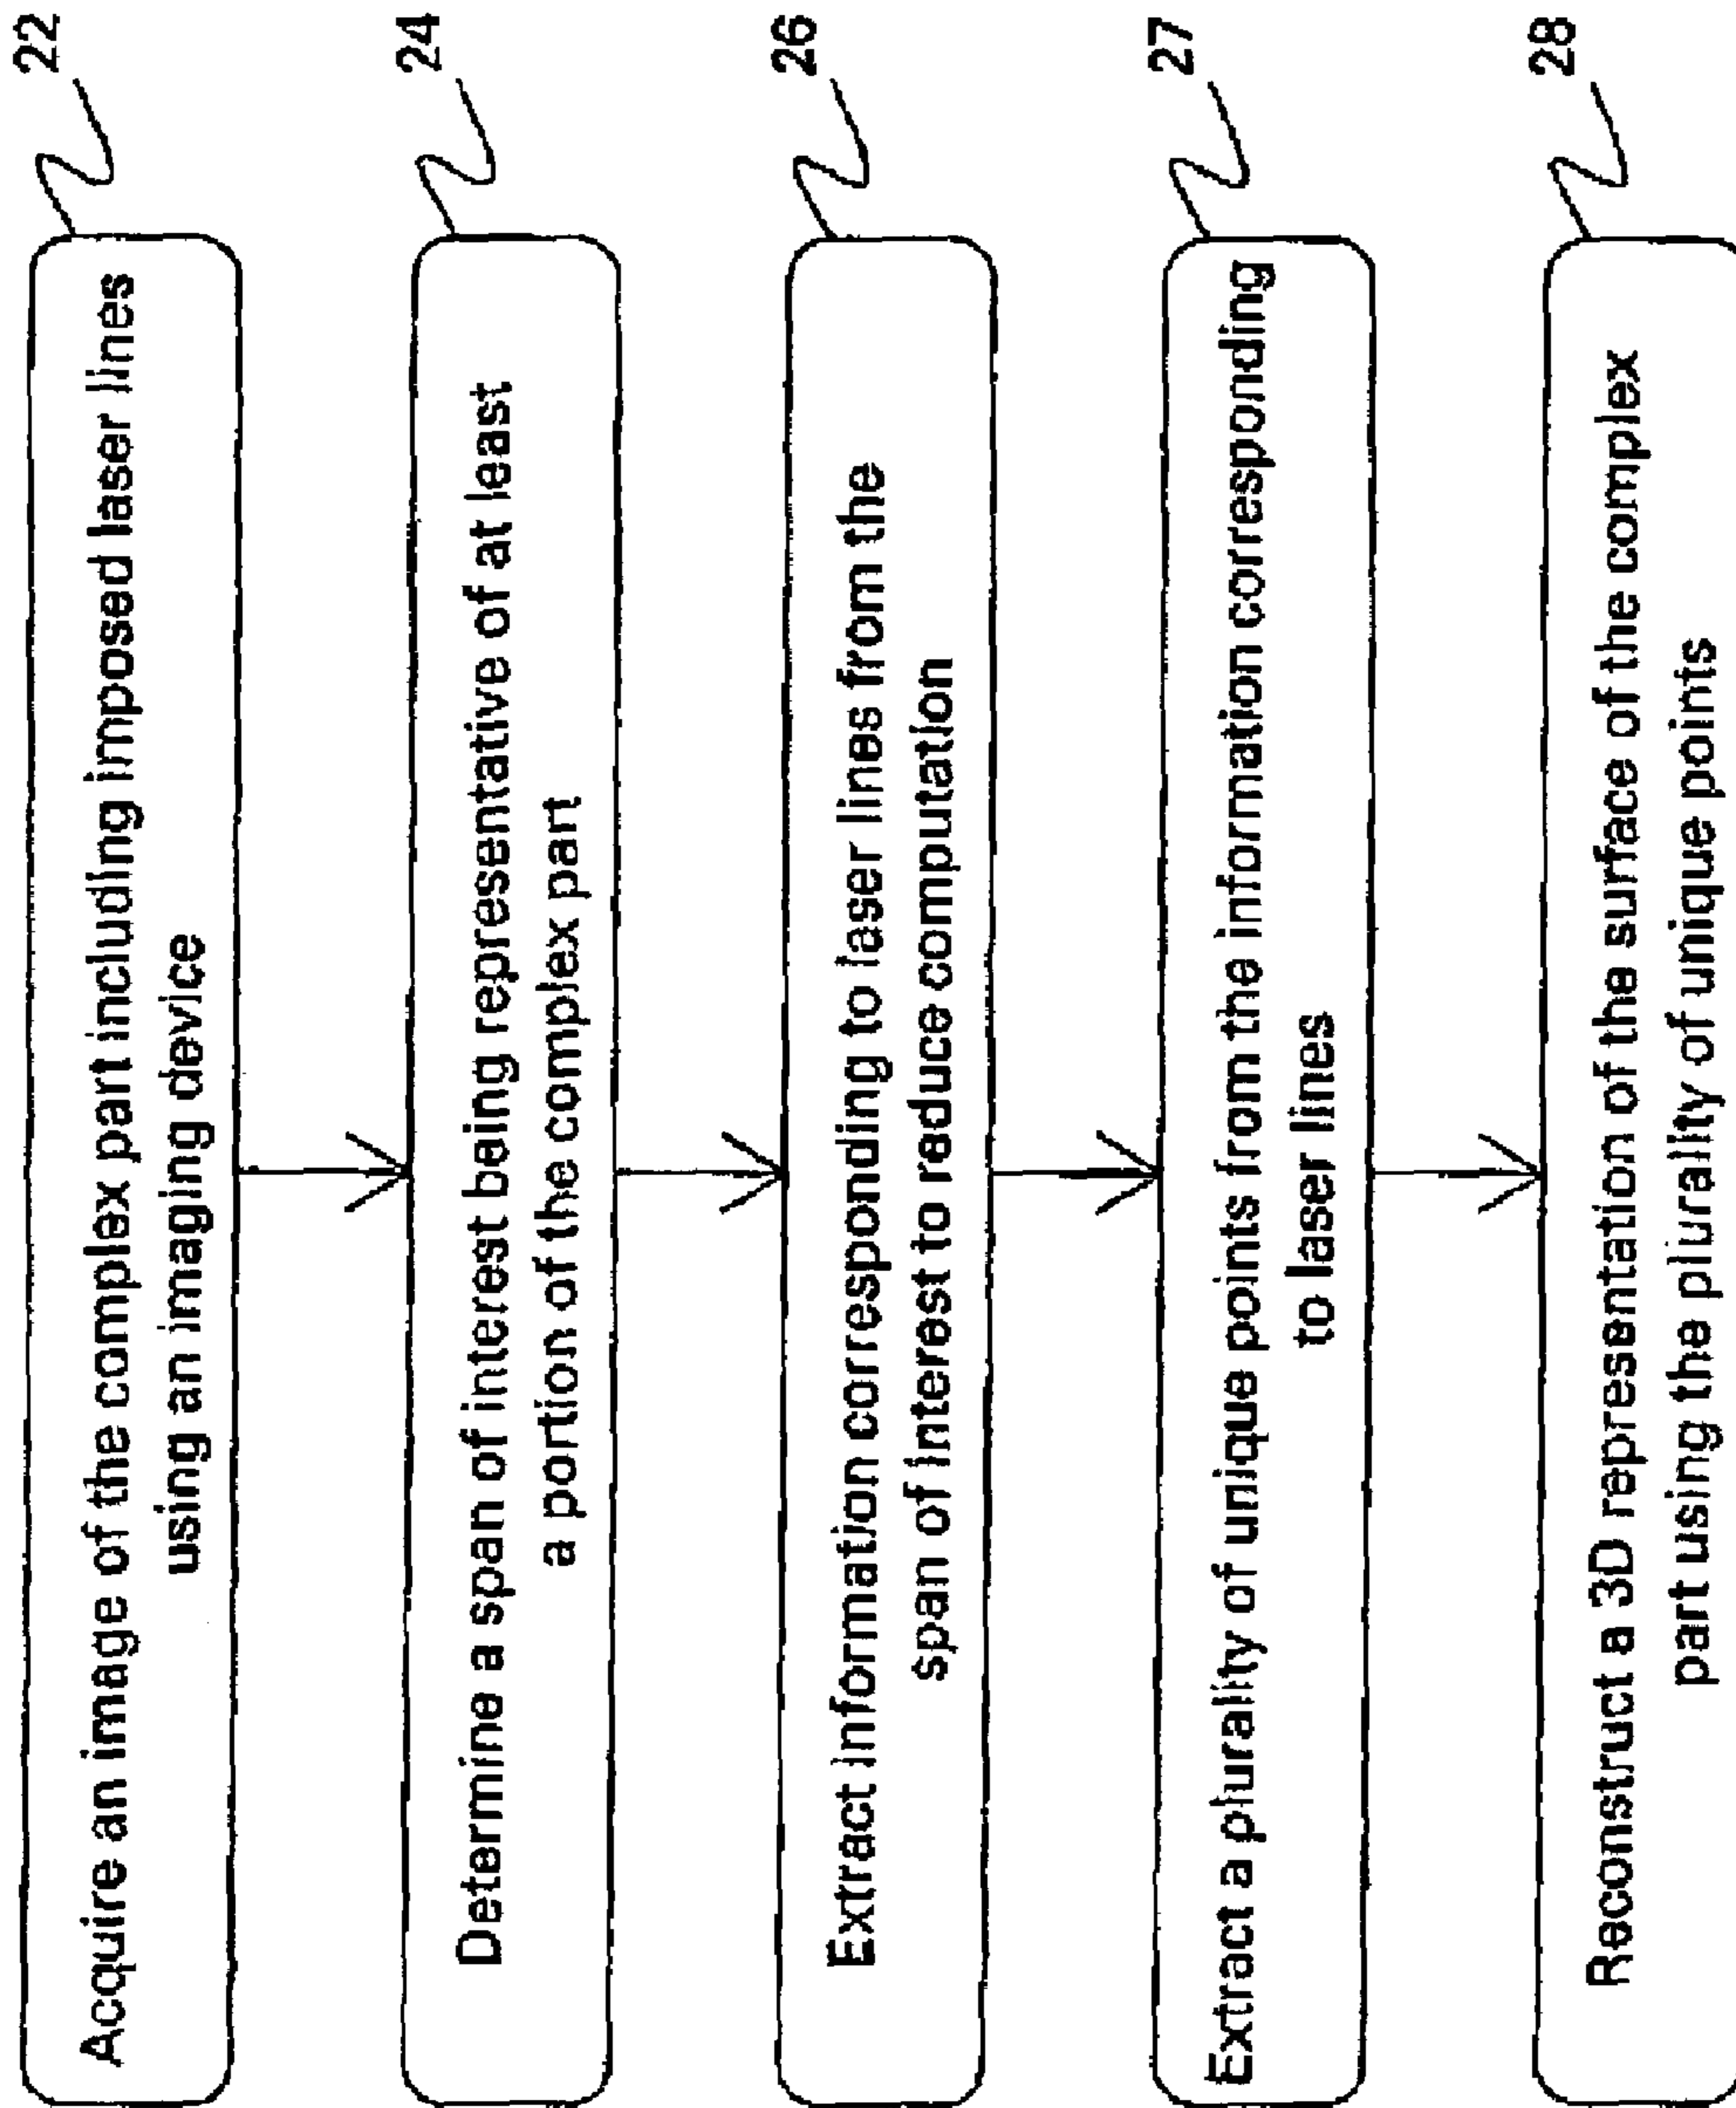 Acquire an image of the complex part including imposed laser lines
using an imaging device
22
Determine a span of interest being representative of at least
a portion of the complex part
24
Extract information corresponding to laser lines from the
span of interest to reduce computation
26
Extract a plurality of unique points from the information corresponding
to laser lines
27
Reconstruct a 3D representation of the surface of the complex
part using the plurality of unique points
28